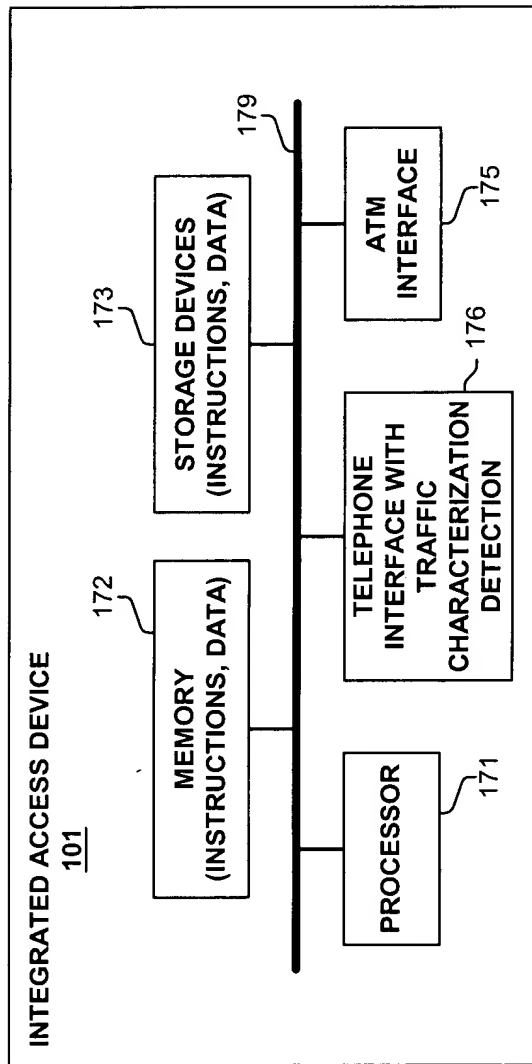 INTEGRATED ACCESS DEVICE
101
172
MEMORY
(INSTRUCTIONS, DATA)
173
STORAGE DEVICES
(INSTRUCTIONS, DATA)
179
PROCESSOR
171
TELEPHONE
INTERFACE WITH
TRAFFIC
CHARACTERIZATION
DETECTION
176
ATM
INTERFACE
175